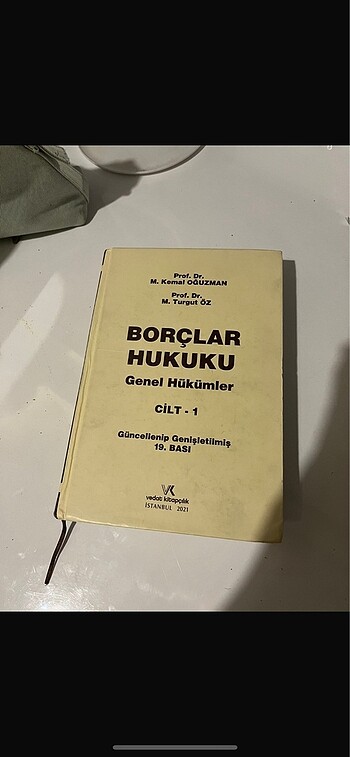 Prof. Dr.
M. Kemal OĞUZMAN
Prof. Dr.
M. Turgut ÖZ
BORÇLAR
HUKUKU
Genel Hükümler
CİLT - 1
Güncellenip Genişletilmiş
19. BASI
VK
vedat kitapçılık
İSTANBUL 2021